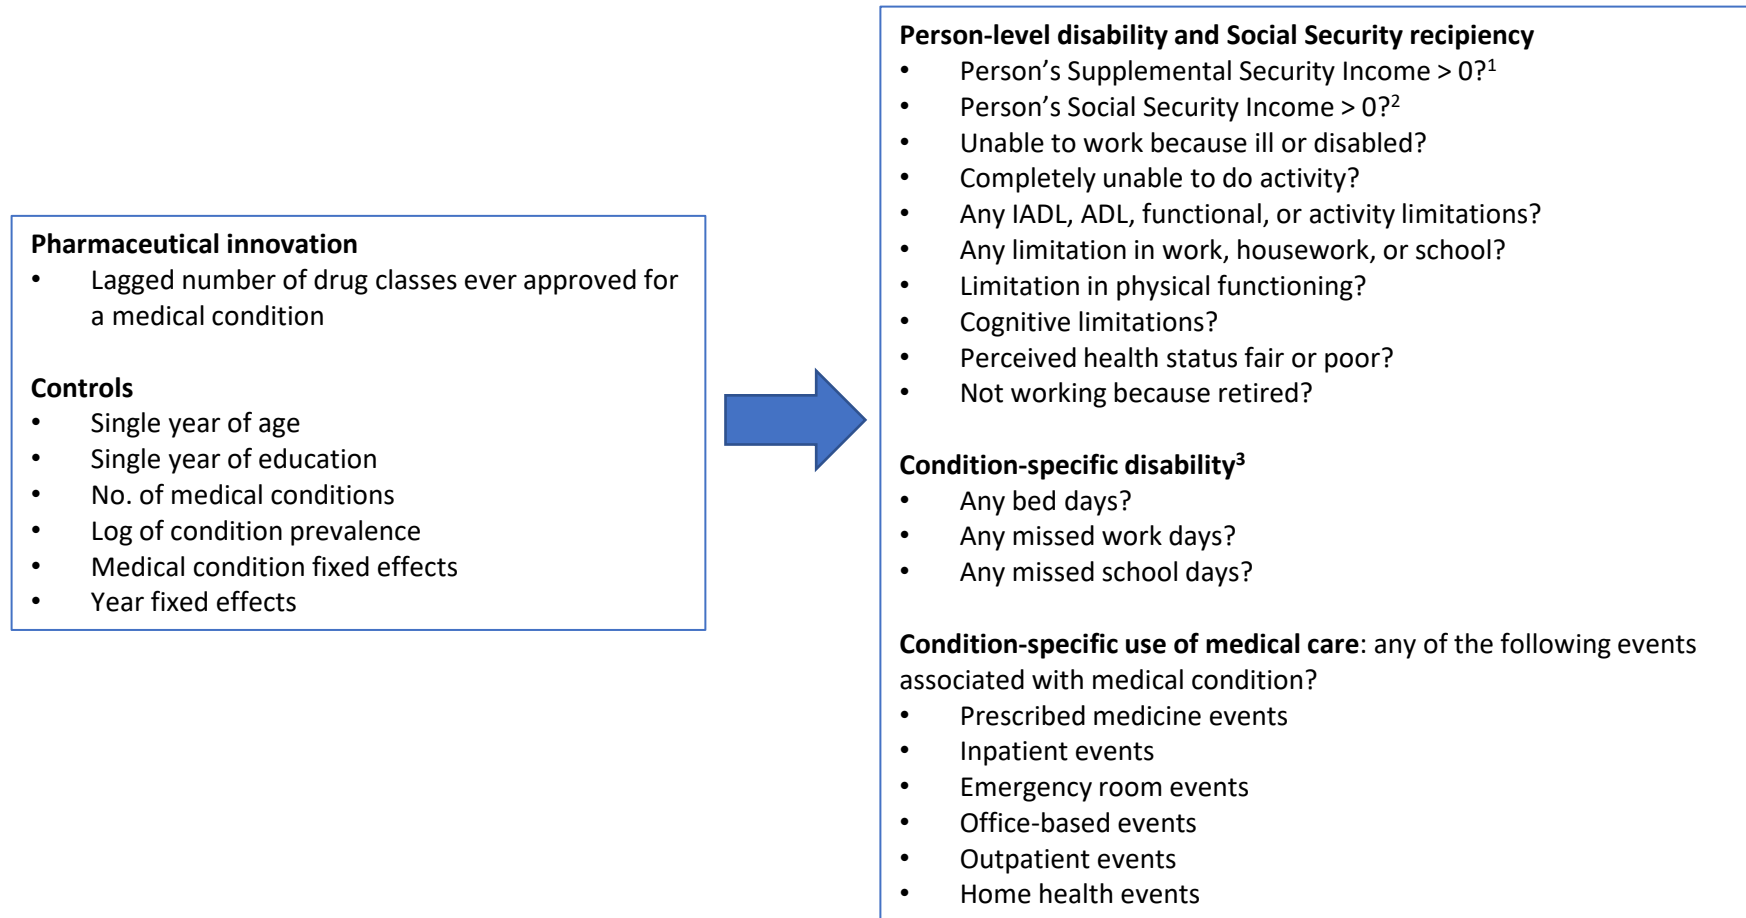 Pharmaceutical innovation
• Lagged number of drug classes ever approved for
a medical condition
Controls
• Single year of age
• Single year of education
• No. of medical conditions
• Log of condition prevalence
• Medical condition fixed effects
• Year fixed effects
Person-level disability and Social Security recipiency
• Person’s Supplemental Security Income > 0?¹
• Person’s Social Security Income > 0?²
• Unable to work because ill or disabled?
• Completely unable to do activity?
• Any IADL, ADL, functional, or activity limitations?
• Any limitation in work, housework, or school?
• Limitation in physical functioning?
• Cognitive limitations?
• Perceived health status fair or poor?
• Not working because retired?
Condition-specific disability³
• Any bed days?
• Any missed work days?
• Any missed school days?
Condition-specific use of medical care: any of the following events
associated with medical condition?
• Prescribed medicine events
• Inpatient events
• Emergency room events
• Office-based events
• Outpatient events
• Home health events